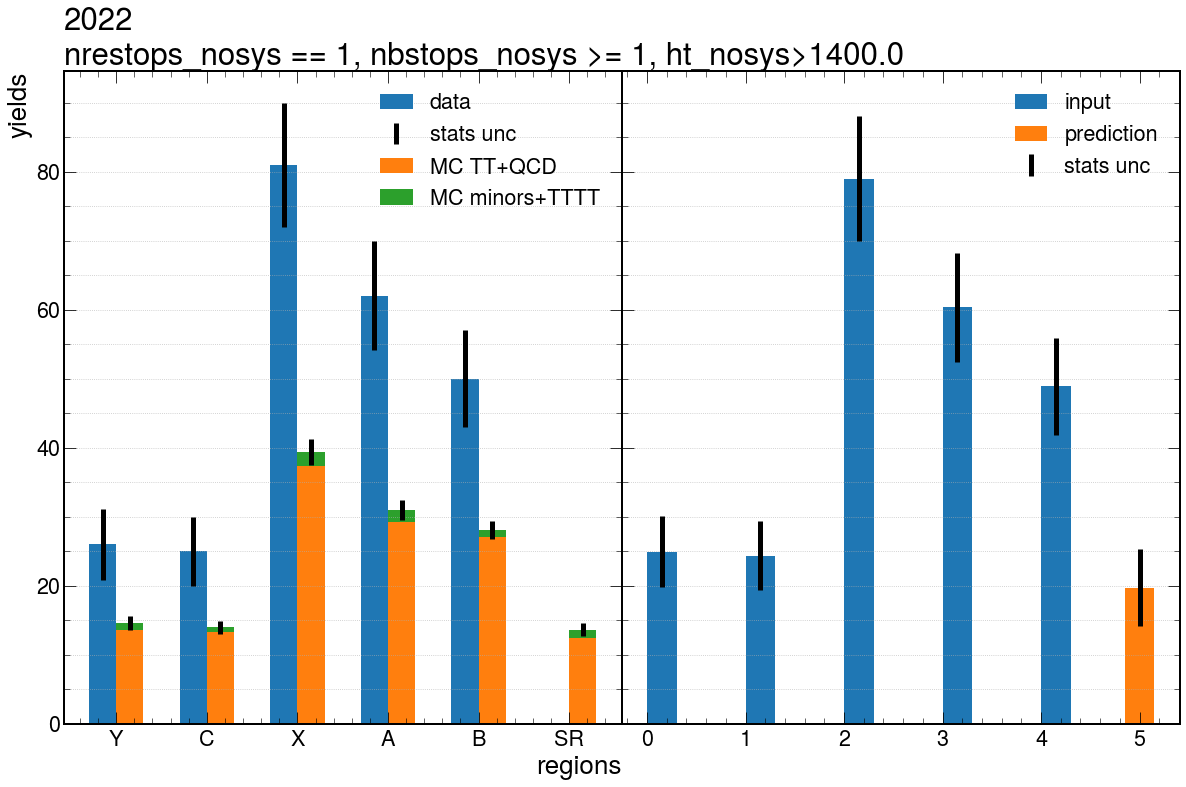 2022
nrestops_nosys == 1, nbstops_nosys >= 1, ht_nosys>1400.0
yields
80
60
40
20
0
data
stats unc
MC TT+QCD
MC minors+TTTT
input
prediction
stats unc
Y C X A B SR
0 1 2 3 4 5
regions